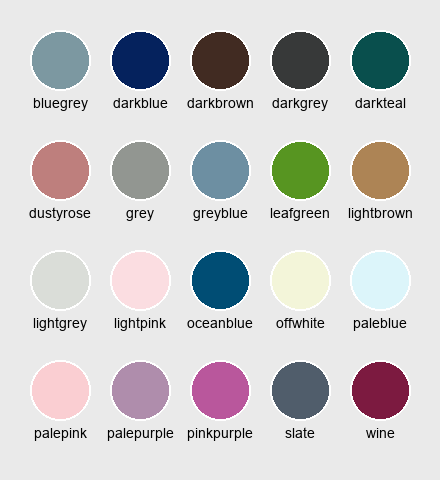 bluegrey darkblue darkbrown darkgrey darkteal
dustyrose grey greyblue leafgreen lightbrown
lightgrey lightpink oceanblue offwhite paleblue
palepink palepurple pinkpurple slate wine